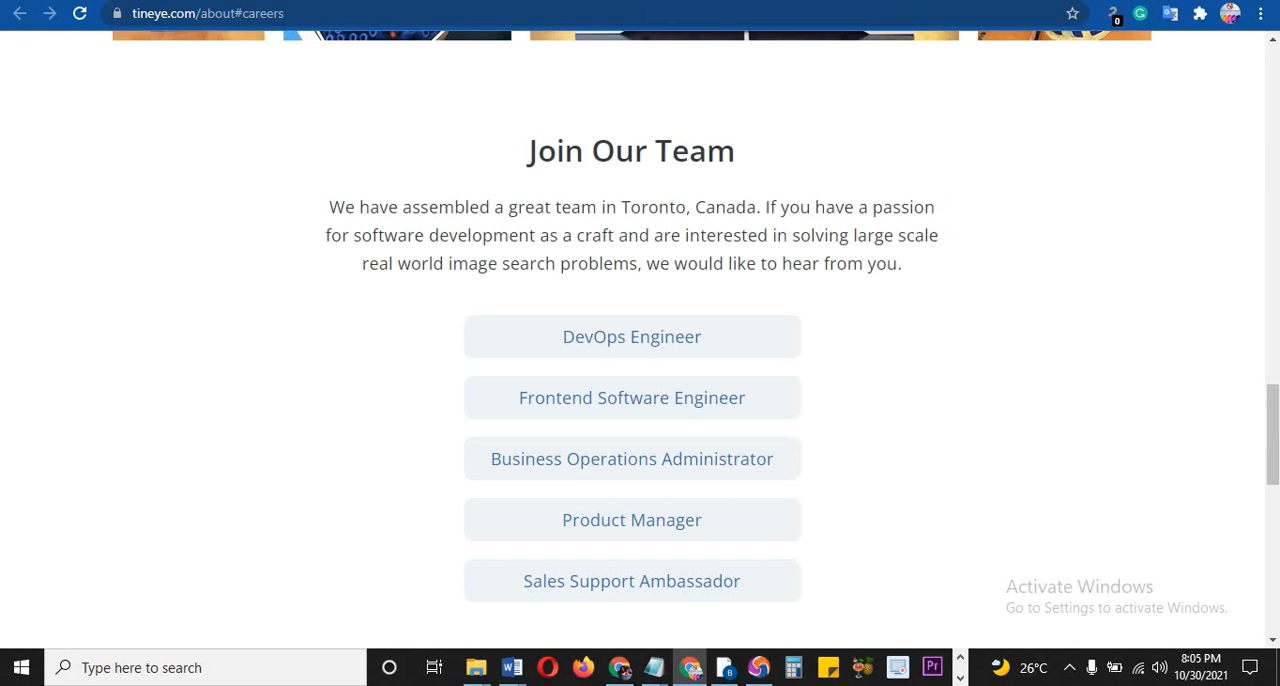 tineye.com/about#careers
0
Join Our Team
We have assembled a great team in Toronto, Canada. If you have a passion
for software development as a craft and are interested in solving large scale
real world image search problems, we would like to hear from you.
DevOps Engineer
Frontend Software Engineer
Business Operations Administrator
Product Manager
Sales Support Ambassador
Activate Windows
Go to Settings to activate Windows.
Type here to search
Pr
26°C
8:05 PM
10/30/2021